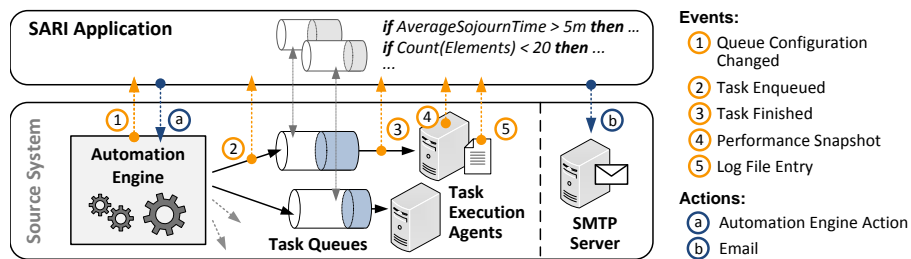 SARI Application
if AverageSojournTime > 5m then ...
if Count(Elements) < 20 then ...
...
1
a
2
3
4
5
b
Source System
Automation
Engine
Task Queues
Task
Execution
Agents
SMTP
Server
Events:
1 Queue Configuration
Changed
2 Task Enqueued
3 Task Finished
4 Performance Snapshot
5 Log File Entry
Actions:
a Automation Engine Action
b Email